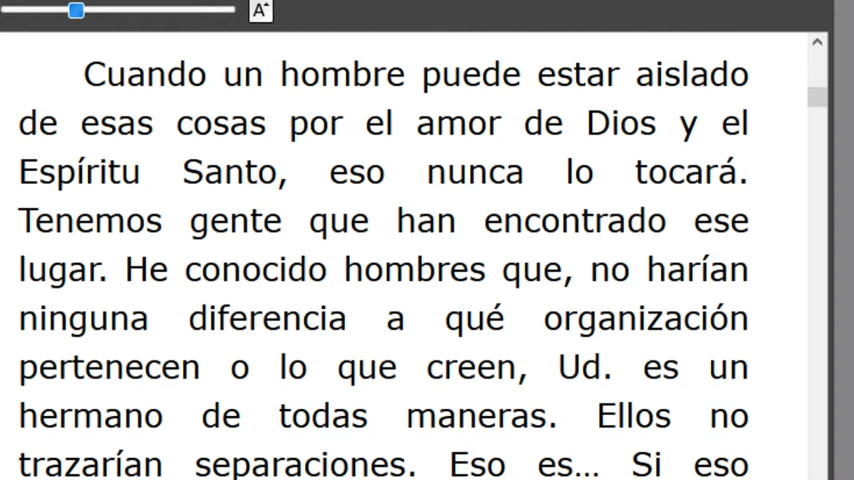 A
Cuando un hombre puede estar aislado
de esas cosas por el amor de Dios y el
Espíritu Santo, eso nunca lo tocará.
Tenemos gente que han encontrado ese
lugar. He conocido hombres que, no harían
ninguna diferencia a qué organización
pertenecen o lo que creen, Ud. es un
hermano de todas maneras. Ellos no
trazarían separaciones. Eso es… Si eso